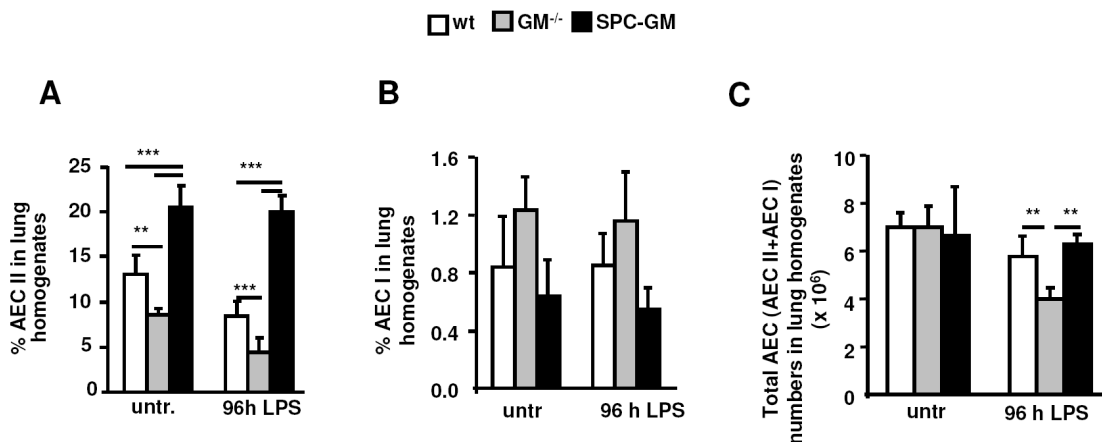 wt GM-/- SPC-GM
A
B
C
% AEC II in lung
homogenates
25
20
15
10
5
0
***
***
**
***
untr.
96h LPS
% AEC I in lung
homogenates
1.6
1.2
0.8
0.4
0.0
untr
96 h LPS
Total AEC (AEC II+AEC I)
numbers in lung homogenates
(x 10⁶)
10
8
6
4
2
0
**
**
untr
96 h LPS